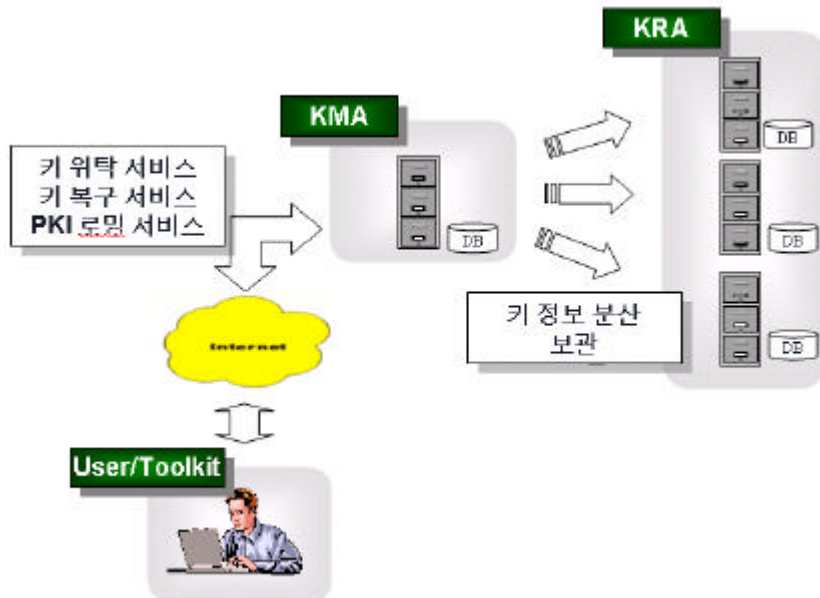 KRA
KMA
DB
키 위탁 서비스
키 복구 서비스
PKI 로밍 서비스
DB
DB
키 정보 분산
보관
DB
Internet
User/Toolkit